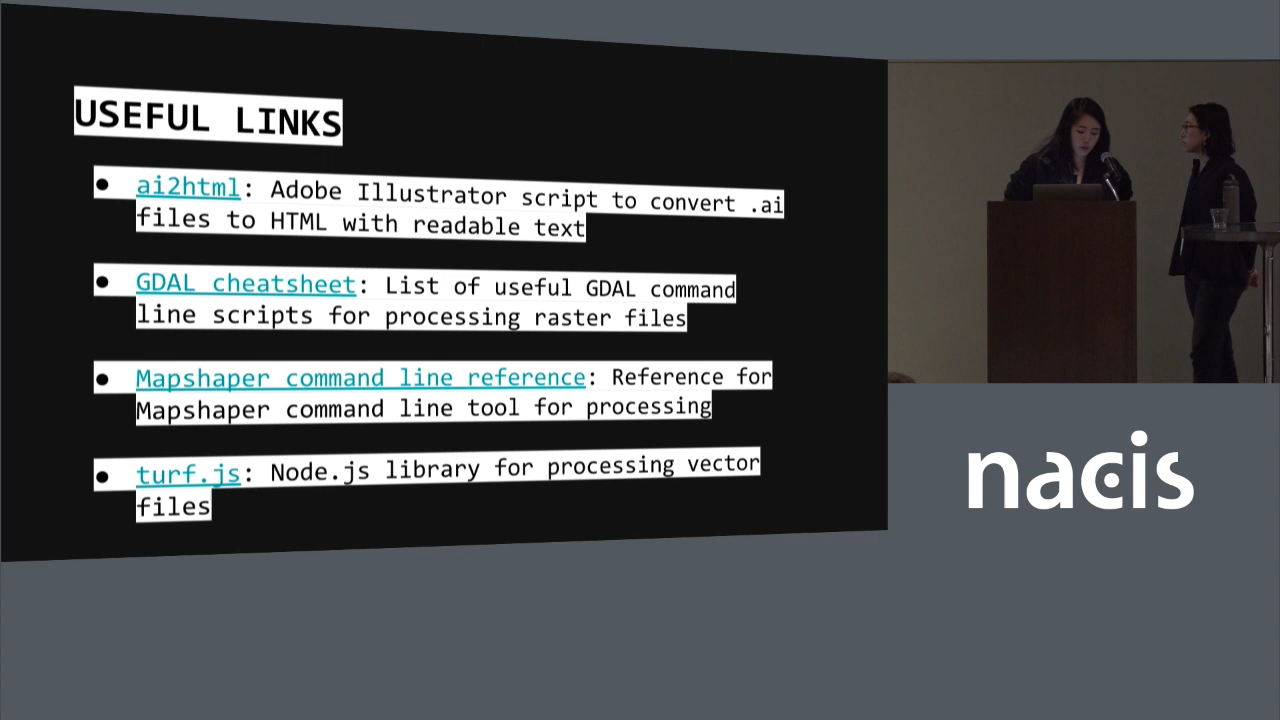 USEFUL LINKS
● ai2html: Adobe Illustrator script to convert .ai
files to HTML with readable text
● GDAL cheatsheet: List of useful GDAL command
line scripts for processing raster files
● Mapshaper command line reference: Reference for
Mapshaper command line tool for processing
● turf.js: Node.js library for processing vector
files
nacis